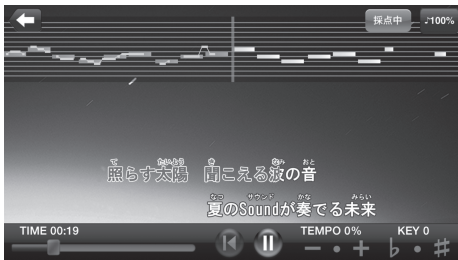 採点中 ♪100%
て たいよう き なみ おと
照らす太陽 聞こえる波の音
なつ サウンド かな みらい
夏のSoundが奏でる未来
TIME 00:19 TEMPO 0% KEY 0
− • + ♭ • ♯